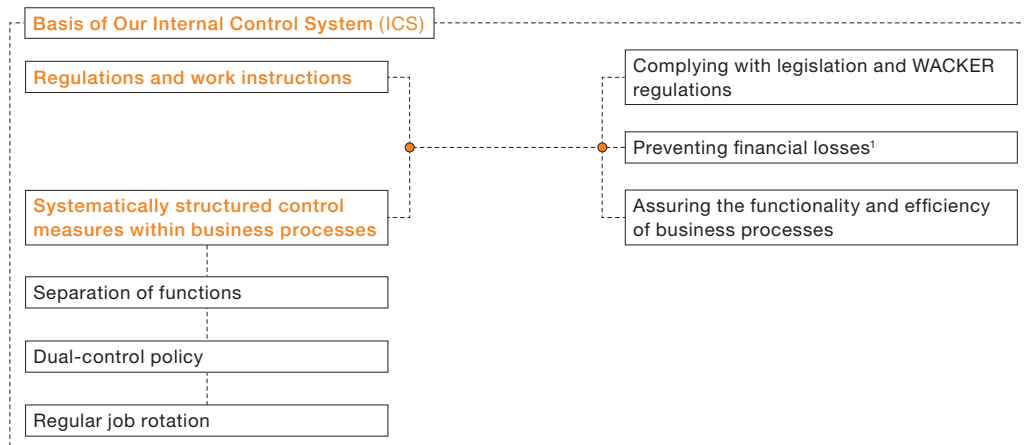 Basis of Our Internal Control System (ICS)
Regulations and work instructions
Systematically structured control
measures within business processes
Separation of functions
Dual-control policy
Regular job rotation
Complying with legislation and WACKER
regulations
Preventing financial losses¹
Assuring the functionality and efficiency
of business processes